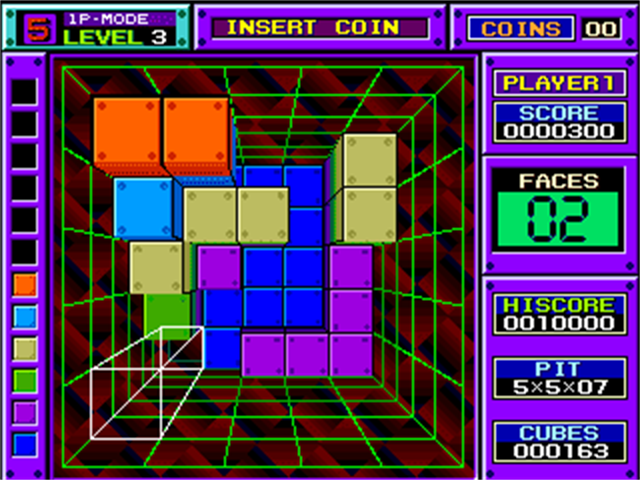 5
1P-MODE
LEVEL 3
INSERT COIN
COINS 00
PLAYER1
SCORE
0000300
FACES
02
HISCORE
0010000
PIT
5×5×07
CUBES
000163